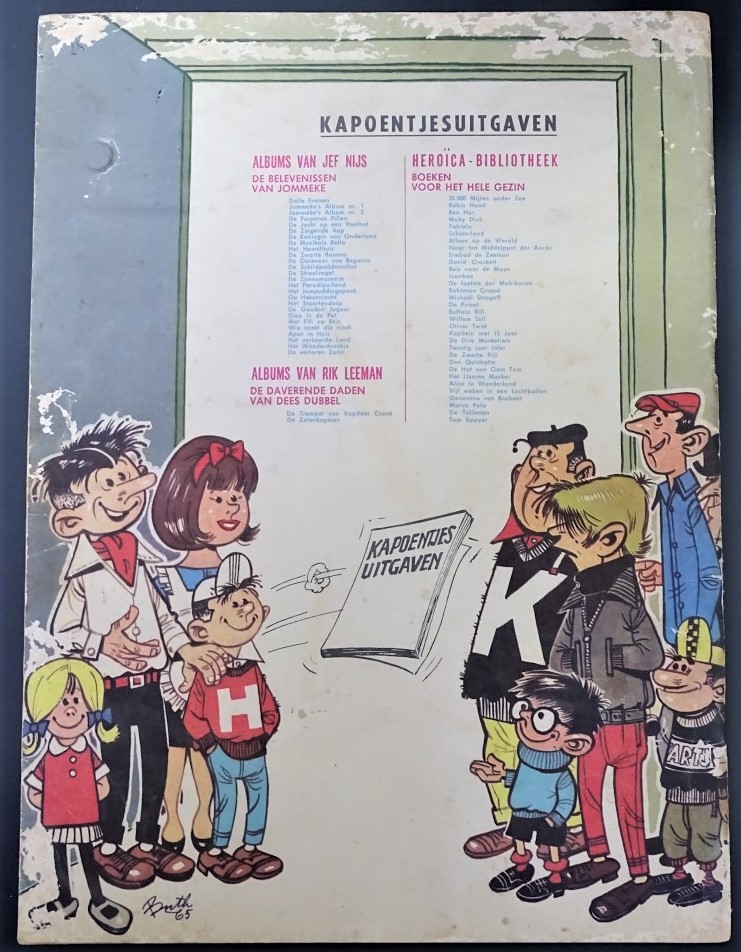 KAPOENTJESUITGAVEN
ALBUMS VAN JEF NIJS
DE BELEVENISSEN
VAN JOMMEKE
Dolle Fratsen
Jommeke's Album nr. 1
Jommeke's Album nr. 2
De Purperen Pillen
De Jacht op een Voetbal
De Zingende Aap
De Koningin van Onderland
De Muzikale Bella
Het Hemelhuis
De Zwarte Bomma
De Ooievaar van Begonia
De Schildpaddenschat
De Straalvogel
De Zonnemummie
Het Paradijseiland
Het Jampuddingspook
Op Heksenjacht
Het Staartendorp
De Gouden Jaguar
Diep in de Put
Met Fifi op Reis
Wie zoekt die vindt
Apen in Huis
Het verkeerde Land
Het Wonderdrankje
De verloren Zoon
ALBUMS VAN RIK LEEMAN
DE DAVERENDE DADEN
VAN DEES DUBBEL
De Trompet van Kapitein Crock
De Zaterdagman
HEROÏCA-BIBLIOTHEEK
BOEKEN
VOOR HET HELE GEZIN
20.000 Mijlen onder Zee
Robin Hood
Ben Hur
Moby Dick
Fabiola
Schateiland
Alleen op de Wereld
Naar het Middelpunt der Aarde
Sinbad de Zeeman
David Crockett
Reis naar de Maan
Ivanhoe
De laatste der Mohikanen
Robinson Crusoë
Michaël Strogoff
De Piraat
Buffalo Bill
Willem Tell
Oliver Twist
Kapitein met 15 Jaar
De Drie Musketiers
Twintig jaar later
De Zwarte Pijl
Don Quichotte
De Hut van Oom Tom
Het IJzeren Masker
Alice in Wonderland
Vijf weken in een Luchtballon
Genoveva van Brabant
Marco Polo
De Talisman
Tom Sawyer
KAPOENTJES
UITGAVEN
K
H
ARTS
Buth
65